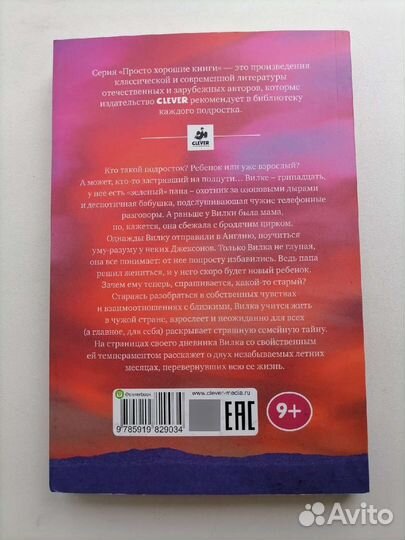 Серия «Просто хорошие книги» — это произведения
классической и современной литературы
отечественных и зарубежных авторов, которые
издательство CLEVER рекомендует в библиотеку
каждого подростка.
CLEVER
Кто такой подросток? Ребенок или уже взрослый?
А может, кто-то застрявший на полпути... Вилке – тринадцать,
у нее есть «зеленый» папа – охотник за озоновыми дырами
и деспотичная бабушка, подслушивающая чужие телефонные
разговоры. А раньше у Вилки была мама,
но, кажется, она сбежала с бродячим цирком.
Однажды Вилку отправили в Англию, поучиться
уму-разуму у неких Джексонов. Только Вилка не глупая,
она все понимает: от нее попросту избавились. Ведь папа
решил жениться, и у него скоро будет новый ребенок.
Зачем ему теперь, спрашивается, какой-то старый?
Стараясь разобраться в собственных чувствах
и взаимоотношениях с близкими, Вилка учится жить
в чужой стране, взрослеет и неожиданно для всех
(а главное, для себя) раскрывает страшную семейную тайну.
На страницах своего дневника Вилка со свойственным
ей темпераментом расскажет о двух незабываемых летних
месяцах, перевернувших всю ее жизнь.
www.clever-media.ru
9 785919 829034
EAC
9+
Avito